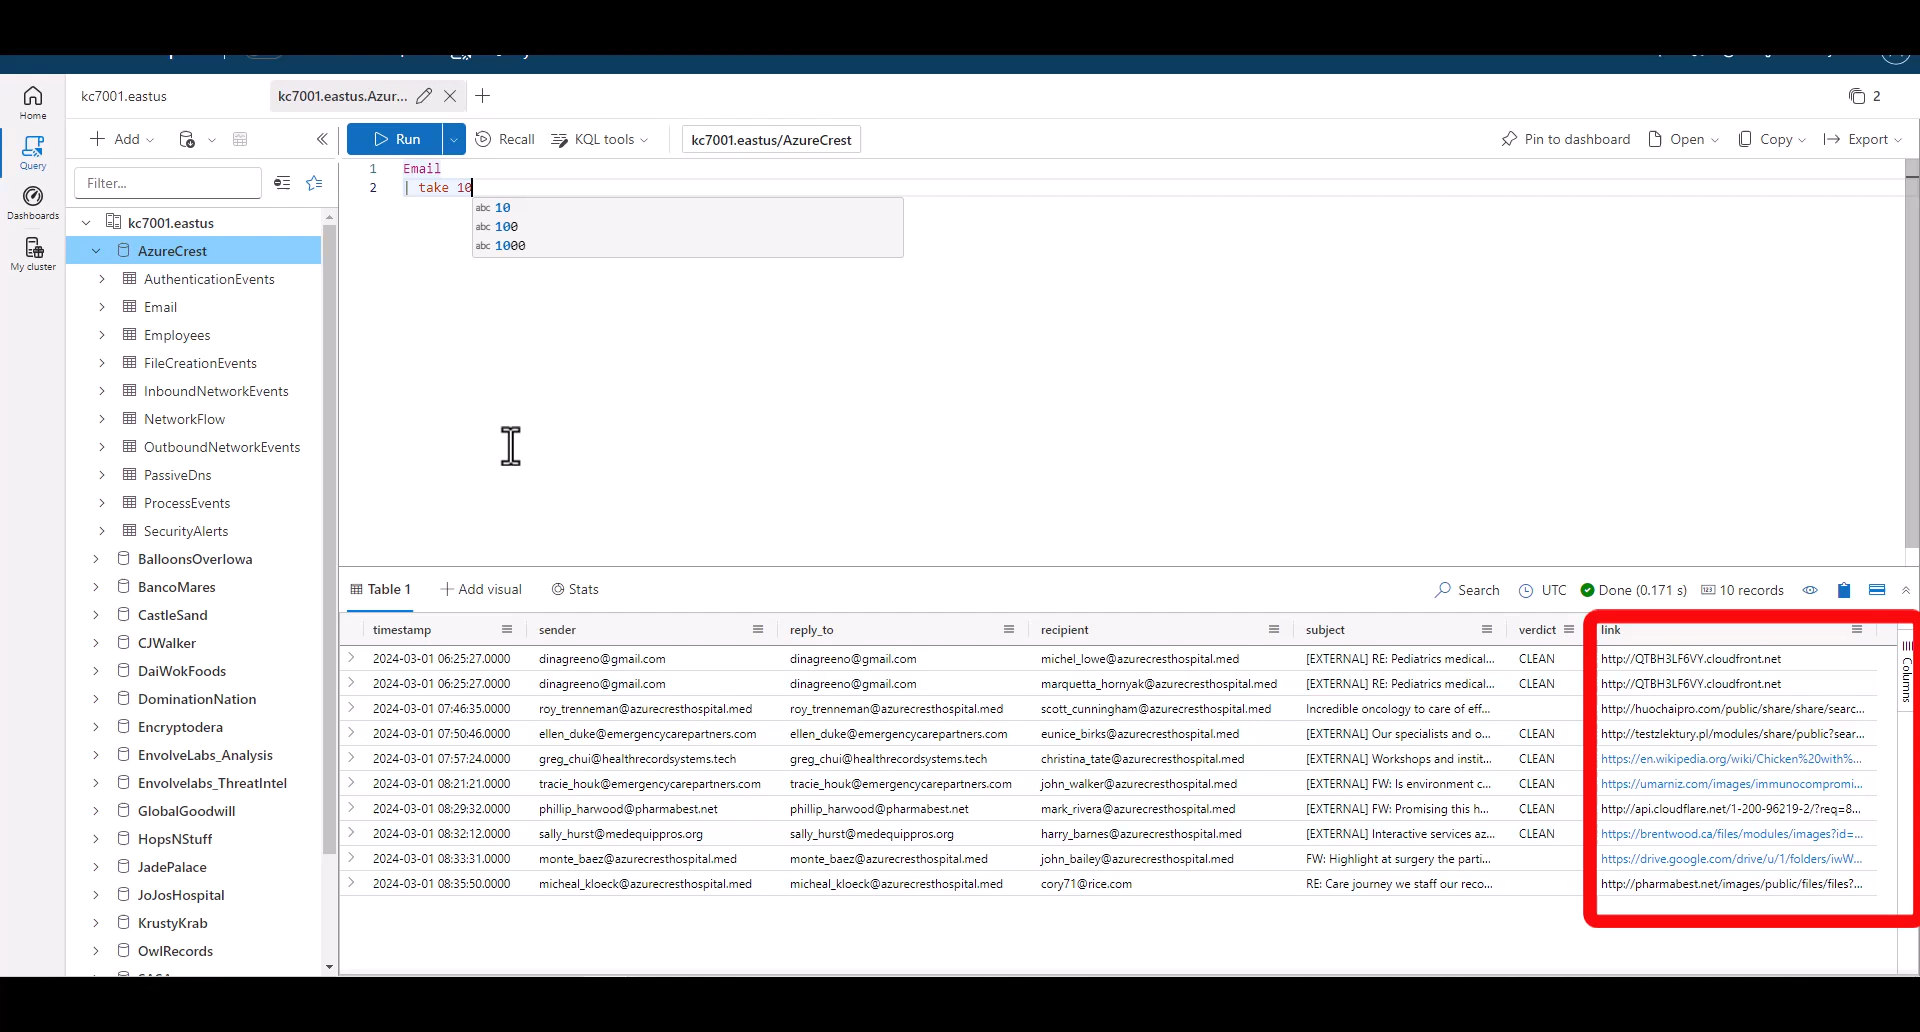 kc7001.eastus
kc7001.eastus.Azur...
2
Home
Add
Run
Recall
KQL tools
kc7001.eastus/AzureCrest
Pin to dashboard
Open
Copy
Export
Query
Dashboards
My cluster
Filter...
1 Email
2 | take 10
abc 10
abc 100
abc 1000
kc7001.eastus
AzureCrest
AuthenticationEvents
Email
Employees
FileCreationEvents
InboundNetworkEvents
NetworkFlow
OutboundNetworkEvents
PassiveDns
ProcessEvents
SecurityAlerts
BalloonsOverIowa
BancoMares
CastleSand
CJWalker
DaiWokFoods
DominationNation
Encryptodera
EnvolveLabs_Analysis
Envolvelabs_ThreatIntel
GlobalGoodwill
HopsNStuff
JadePalace
JoJosHospital
KrustyKrab
OwlRecords
Table 1
Add visual
Stats
Search
UTC
Done (0.171 s)
123 10 records
timestamp sender reply_to recipient subject verdict link
2024-03-01 06:25:27.0000 dinagreeno@gmail.com dinagreeno@gmail.com michel_lowe@azurecresthospital.med [EXTERNAL] RE: Pediatrics medical... CLEAN http://QTBH3LF6VY.cloudfront.net
2024-03-01 06:25:27.0000 dinagreeno@gmail.com dinagreeno@gmail.com marquetta_hornyak@azurecresthospital.med [EXTERNAL] RE: Pediatrics medical... CLEAN http://QTBH3LF6VY.cloudfront.net
2024-03-01 07:46:35.0000 roy_trenneman@azurecresthospital.med roy_trenneman@azurecresthospital.med scott_cunningham@azurecresthospital.med Incredible oncology to care of eff... http://huochaipro.com/public/share/share/searc...
2024-03-01 07:50:46.0000 ellen_duke@emergencycarepartners.com ellen_duke@emergencycarepartners.com eunice_birks@azurecresthospital.med [EXTERNAL] Our specialists and o... CLEAN http://testzlektury.pl/modules/share/public?sear...
2024-03-01 07:57:24.0000 greg_chui@healthrecordsystems.tech greg_chui@healthrecordsystems.tech christina_tate@azurecresthospital.med [EXTERNAL] Workshops and instit... CLEAN https://en.wikipedia.org/wiki/Chicken%20with%...
2024-03-01 08:21:21.0000 tracie_houk@emergencycarepartners.com tracie_houk@emergencycarepartners.com john_walker@azurecresthospital.med [EXTERNAL] FW: Is environment c... CLEAN https://umarniz.com/images/immunocompromi...
2024-03-01 08:29:32.0000 phillip_harwood@pharmabest.net phillip_harwood@pharmabest.net mark_rivera@azurecresthospital.med [EXTERNAL] FW: Promising this h... CLEAN http://api.cloudflare.net/1-200-96219-2/?req=8...
2024-03-01 08:32:12.0000 sally_hurst@medequippros.org sally_hurst@medequippros.org harry_barnes@azurecresthospital.med [EXTERNAL] Interactive services az... CLEAN https://brentwood.ca/files/modules/images?id=...
2024-03-01 08:33:31.0000 monte_baez@azurecresthospital.med monte_baez@azurecresthospital.med john_bailey@azurecresthospital.med FW: Highlight at surgery the parti... https://drive.google.com/drive/u/1/folders/iwW...
2024-03-01 08:35:50.0000 micheal_kloeck@azurecresthospital.med micheal_kloeck@azurecresthospital.med cory71@rice.com RE: Care journey we staff our reco... http://pharmabest.net/images/public/files/files?...
Columns